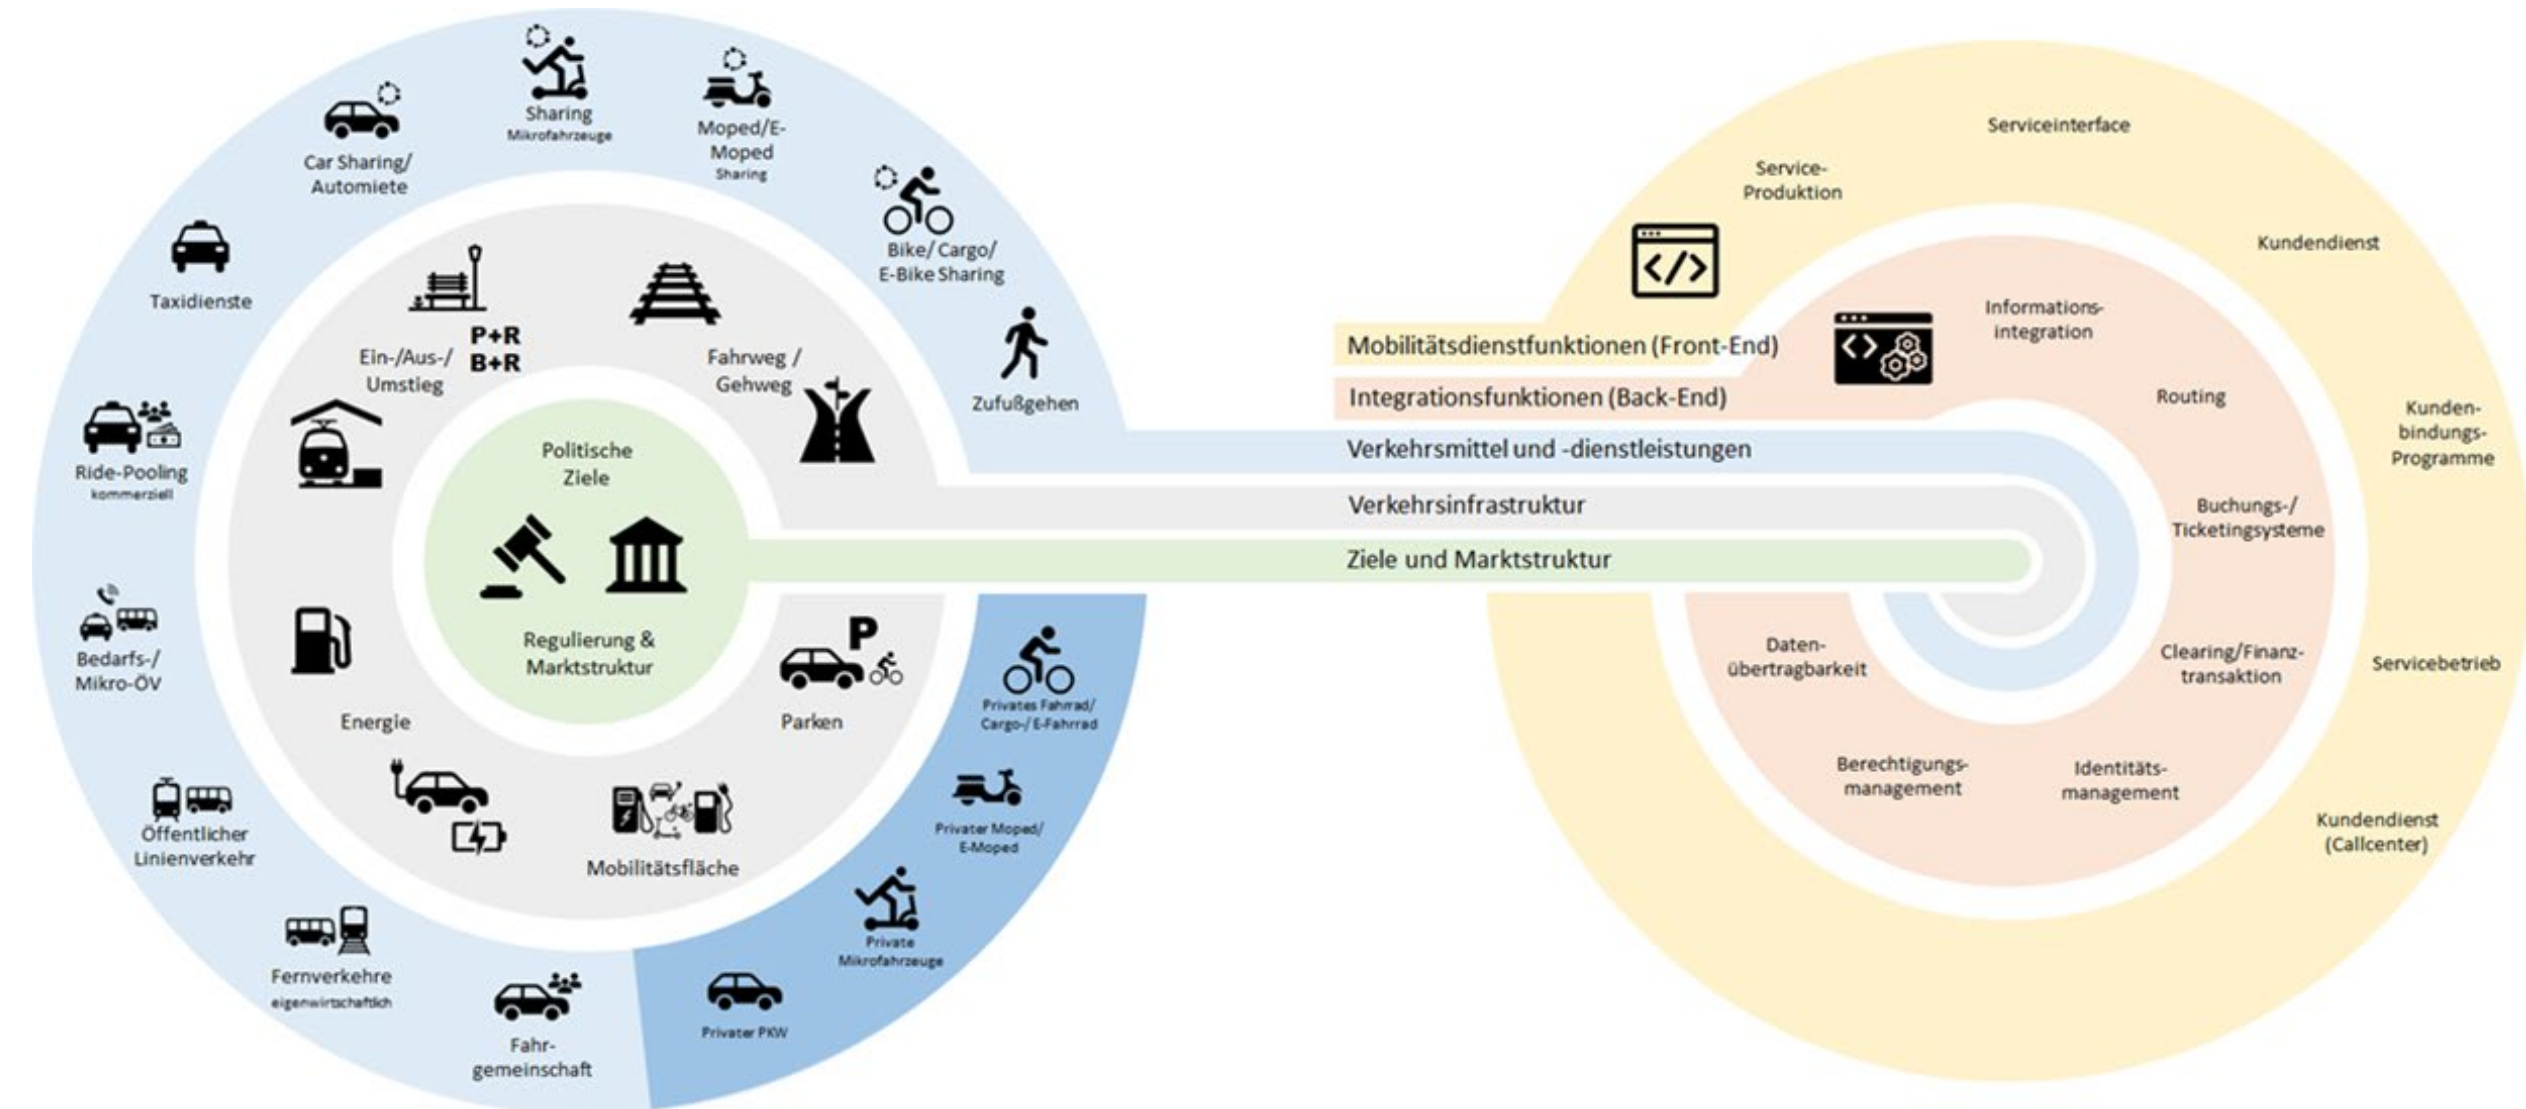 Sharing
Mikrofahrzeuge
Moped/E-
Moped
Sharing
Car Sharing/
Automiete
Bike/ Cargo/
E-Bike Sharing
Taxidienste
Zufußgehen
Ride-Pooling
kommerziell
Bedarfs-/
Mikro-ÖV
Öffentlicher
Linienverkehr
Fernverkehre
eigenwirtschaftlich
Fahr-
gemeinschaft
Privater PKW
Private
Mikrofahrzeuge
Privater Moped/
E-Moped
Privates Fahrrad/
Cargo-/ E-Fahrrad
P+R
B+R
Ein-/Aus-/
Umstieg
Fahrweg /
Gehweg
Energie
Mobilitätsfläche
P
Parken
Politische
Ziele
Regulierung &
Marktstruktur
Mobilitätsdienstfunktionen (Front-End)
Integrationsfunktionen (Back-End)
Verkehrsmittel und -dienstleistungen
Verkehrsinfrastruktur
Ziele und Marktstruktur
Service-
Produktion
</>
Serviceinterface
Kundendienst
Kunden-
bindungs-
Programme
Servicebetrieb
Kundendienst
(Callcenter)
<>
Informations-
integration
Routing
Buchungs-/
Ticketingsysteme
Clearing/Finanz-
transaktion
Identitäts-
management
Berechtigungs-
management
Daten-
übertragbarkeit